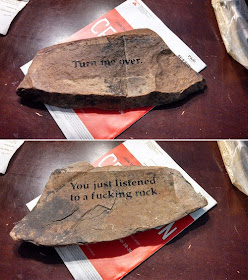 Turn me over.
You just listened
to a fucking rock